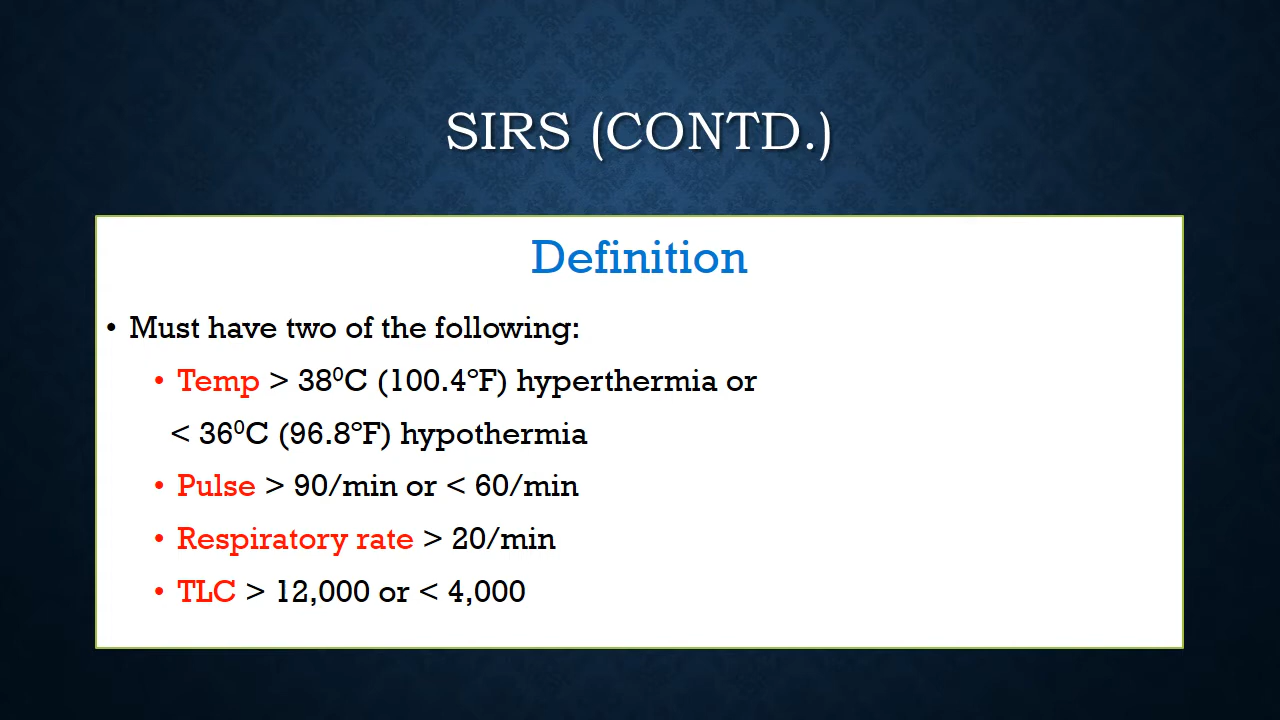 SIRS (CONTD.)
Definition
• Must have two of the following:
• Temp > 38⁰C (100.4°F) hyperthermia or
< 36⁰C (96.8°F) hypothermia
• Pulse > 90/min or < 60/min
• Respiratory rate > 20/min
• TLC > 12,000 or < 4,000